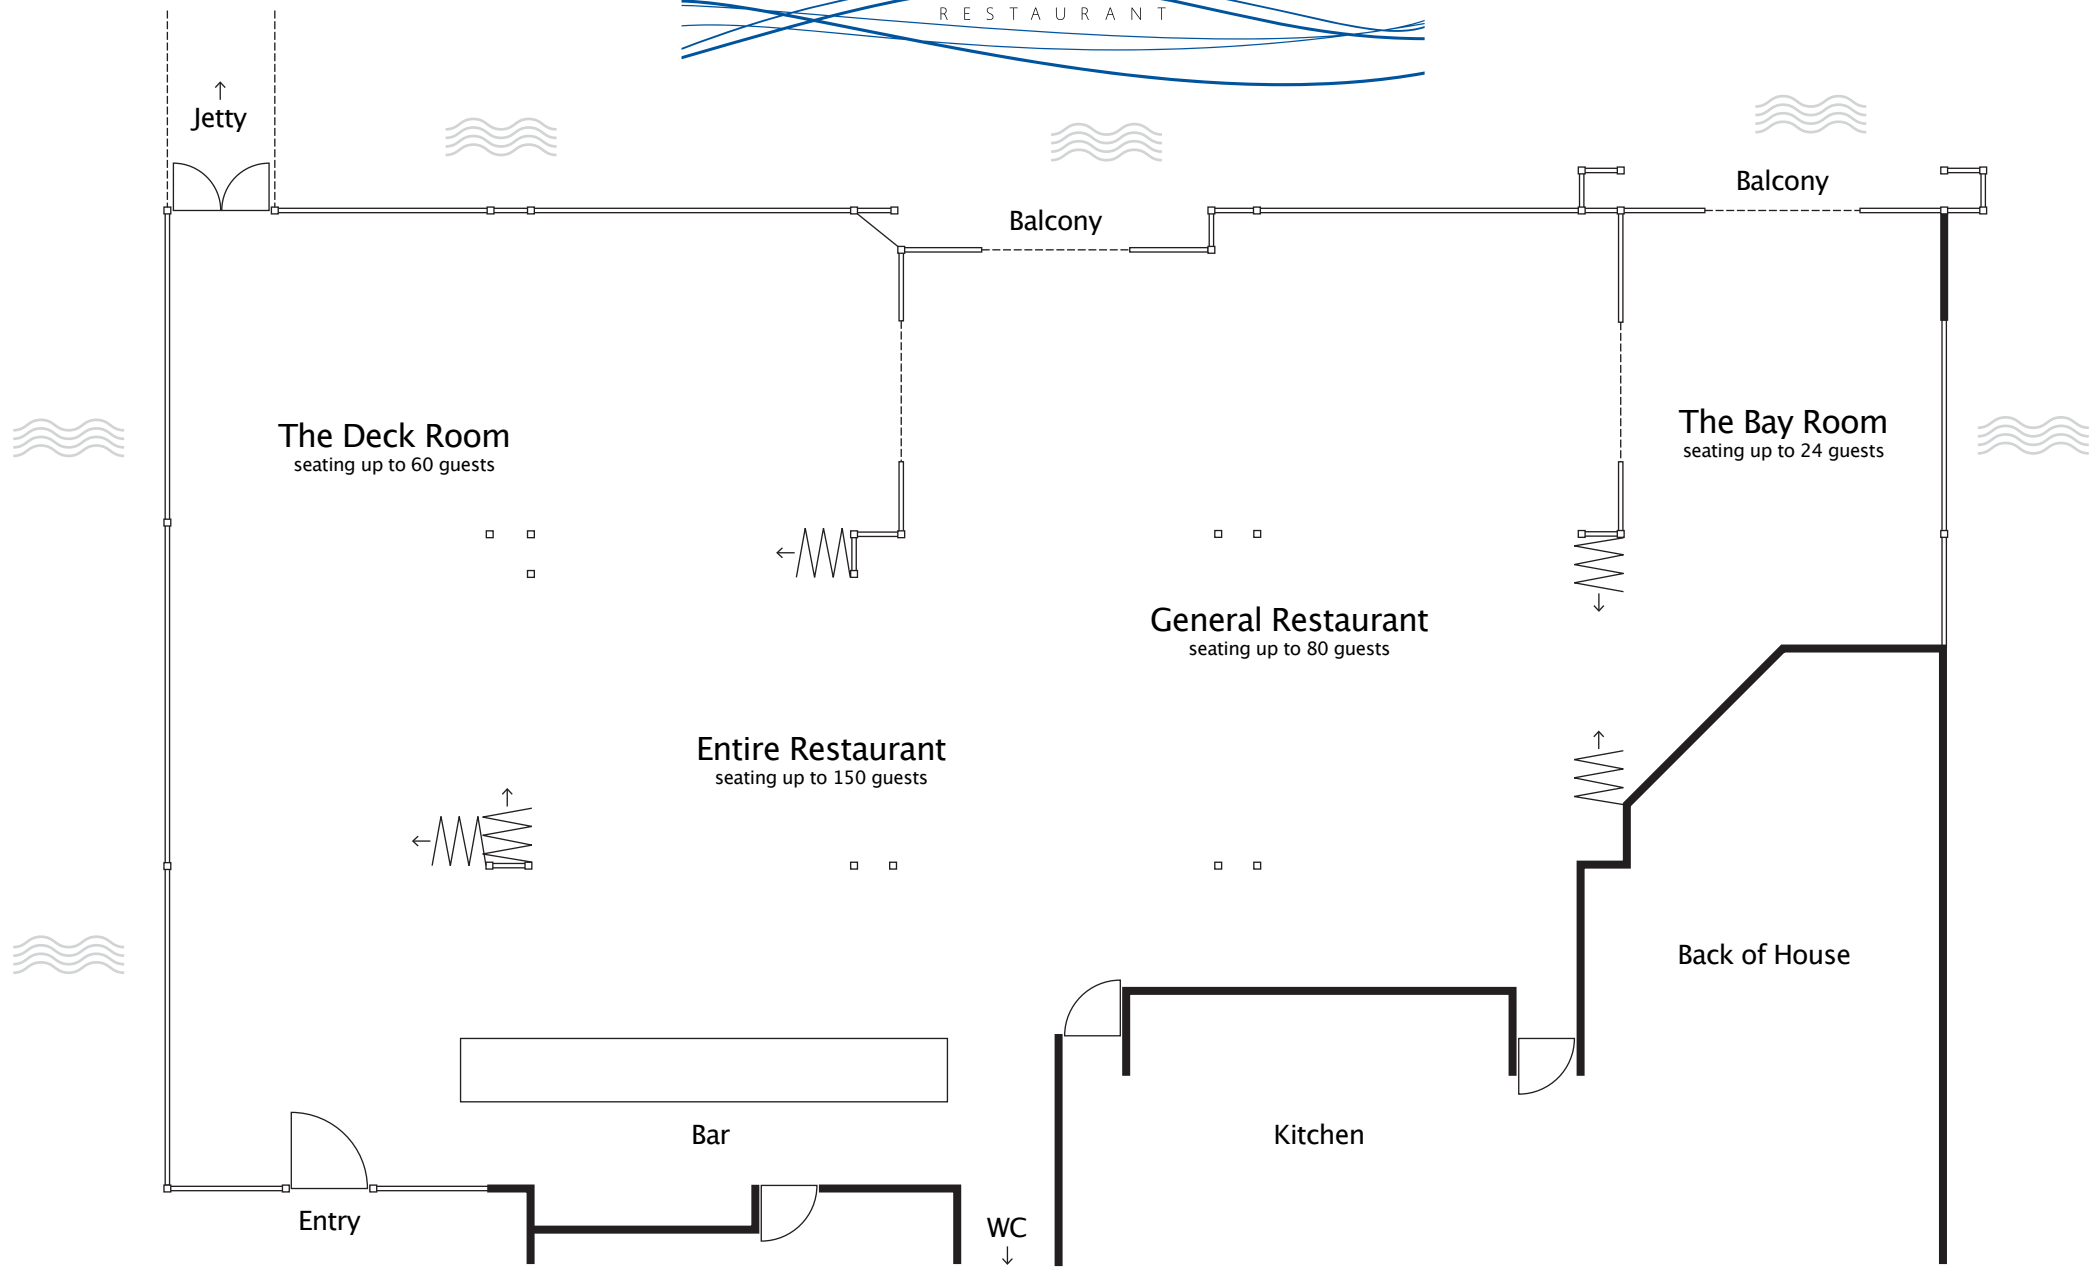 RESTAURANT
Jetty
Balcony
Balcony
The Deck Room
seating up to 60 guests
The Bay Room
seating up to 24 guests
General Restaurant
seating up to 80 guests
Entire Restaurant
seating up to 150 guests
Back of House
Bar
Kitchen
Entry
WC